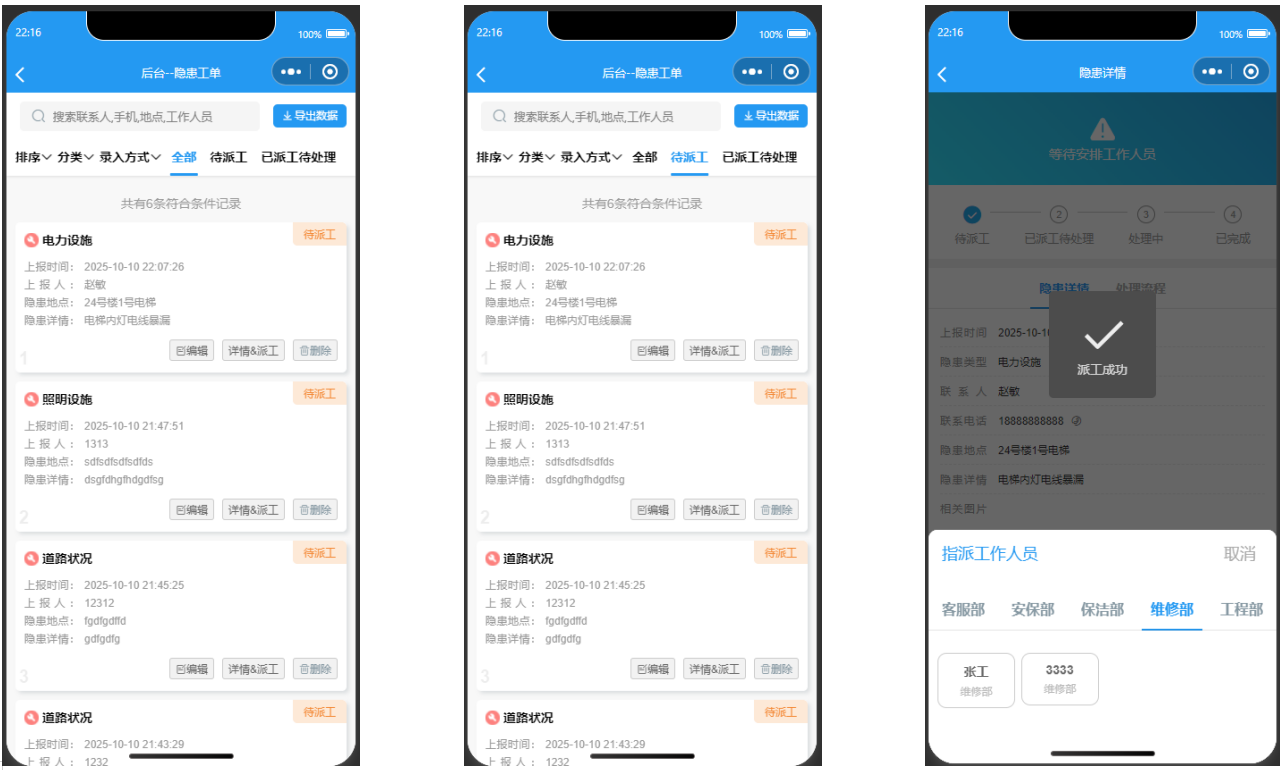 22:16
100%
后台--隐患工单
搜索联系人,手机,地点,工作人员
导出数据
排序 分类 录入方式 全部 待派工 已派工待处理
共有6条符合条件记录
电力设施
待派工
上报时间: 2025-10-10 22:07:26
上 报 人: 赵敏
隐患地点: 24号楼1号电梯
隐患详情: 电梯内灯电线暴漏
1
编辑 详情&派工 删除
照明设施
待派工
上报时间: 2025-10-10 21:47:51
上 报 人: 1313
隐患地点: sdfsdfsdfsdfds
隐患详情: dsgfdhgfhdgdfsg
2
编辑 详情&派工 删除
道路状况
待派工
上报时间: 2025-10-10 21:45:25
上 报 人: 12312
隐患地点: fgdfgdffd
隐患详情: gdfgdfg
3
编辑 详情&派工 删除
道路状况
待派工
上报时间: 2025-10-10 21:43:29
上 报 人: 1232
22:16
100%
后台--隐患工单
搜索联系人,手机,地点,工作人员
导出数据
排序 分类 录入方式 全部 待派工 已派工待处理
共有6条符合条件记录
电力设施
待派工
上报时间: 2025-10-10 22:07:26
上 报 人: 赵敏
隐患地点: 24号楼1号电梯
隐患详情: 电梯内灯电线暴漏
1
编辑 详情&派工 删除
照明设施
待派工
上报时间: 2025-10-10 21:47:51
上 报 人: 1313
隐患地点: sdfsdfsdfsdfds
隐患详情: dsgfdhgfhdgdfsg
2
编辑 详情&派工 删除
道路状况
待派工
上报时间: 2025-10-10 21:45:25
上 报 人: 12312
隐患地点: fgdfgdffd
隐患详情: gdfgdfg
3
编辑 详情&派工 删除
道路状况
待派工
上报时间: 2025-10-10 21:43:29
上 报 人: 1232
22:16
100%
隐患详情
等待安排工作人员
2 3 4
待派工 已派工待处理 处理中 已完成
隐患详情 处理流程
上报时间 2025-10-1
派工成功
隐患类型 电力设施
联 系 人 赵敏
联系电话 18888888888
隐患地点 24号楼1号电梯
隐患详情 电梯内灯电线暴漏
相关图片
指派工作人员 取消
客服部 安保部 保洁部 维修部 工程部
张工
维修部
3333
维修部